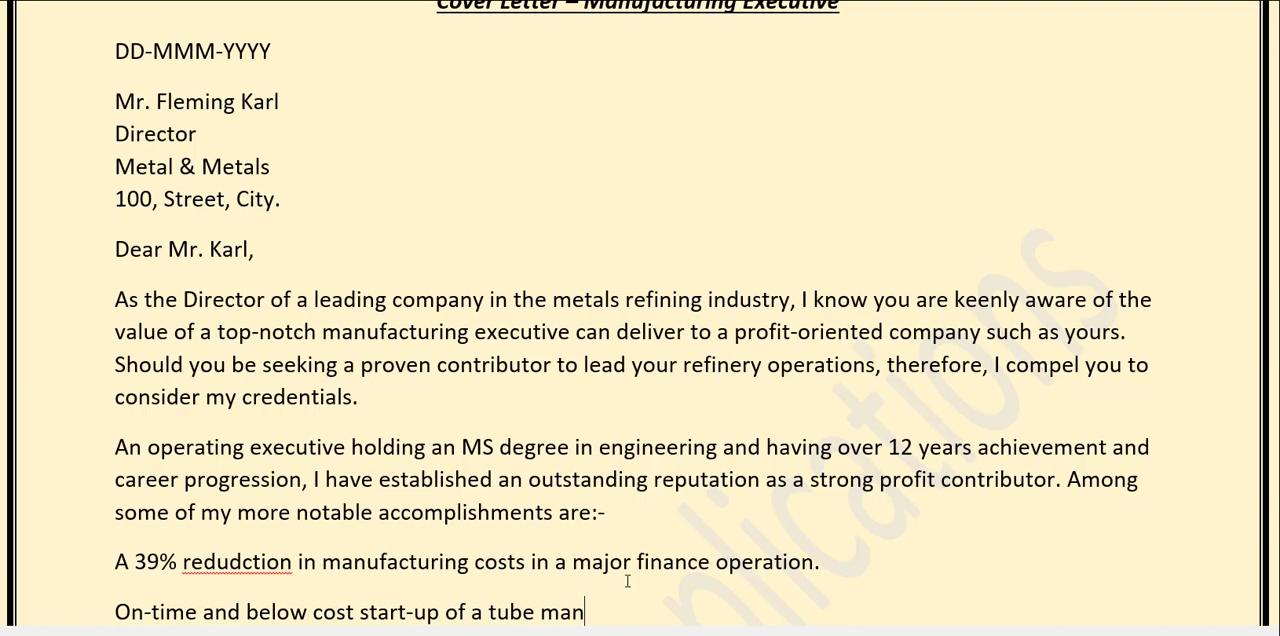 Cover Letter – Manufacturing Executive
DD-MMM-YYYY
Mr. Fleming Karl
Director
Metal & Metals
100, Street, City.
Dear Mr. Karl,
As the Director of a leading company in the metals refining industry, I know you are keenly aware of the
value of a top-notch manufacturing executive can deliver to a profit-oriented company such as yours.
Should you be seeking a proven contributor to lead your refinery operations, therefore, I compel you to
consider my credentials.
An operating executive holding an MS degree in engineering and having over 12 years achievement and
career progression, I have established an outstanding reputation as a strong profit contributor. Among
some of my more notable accomplishments are:-
A 39% redudction in manufacturing costs in a major finance operation.
On-time and below cost start-up of a tube man